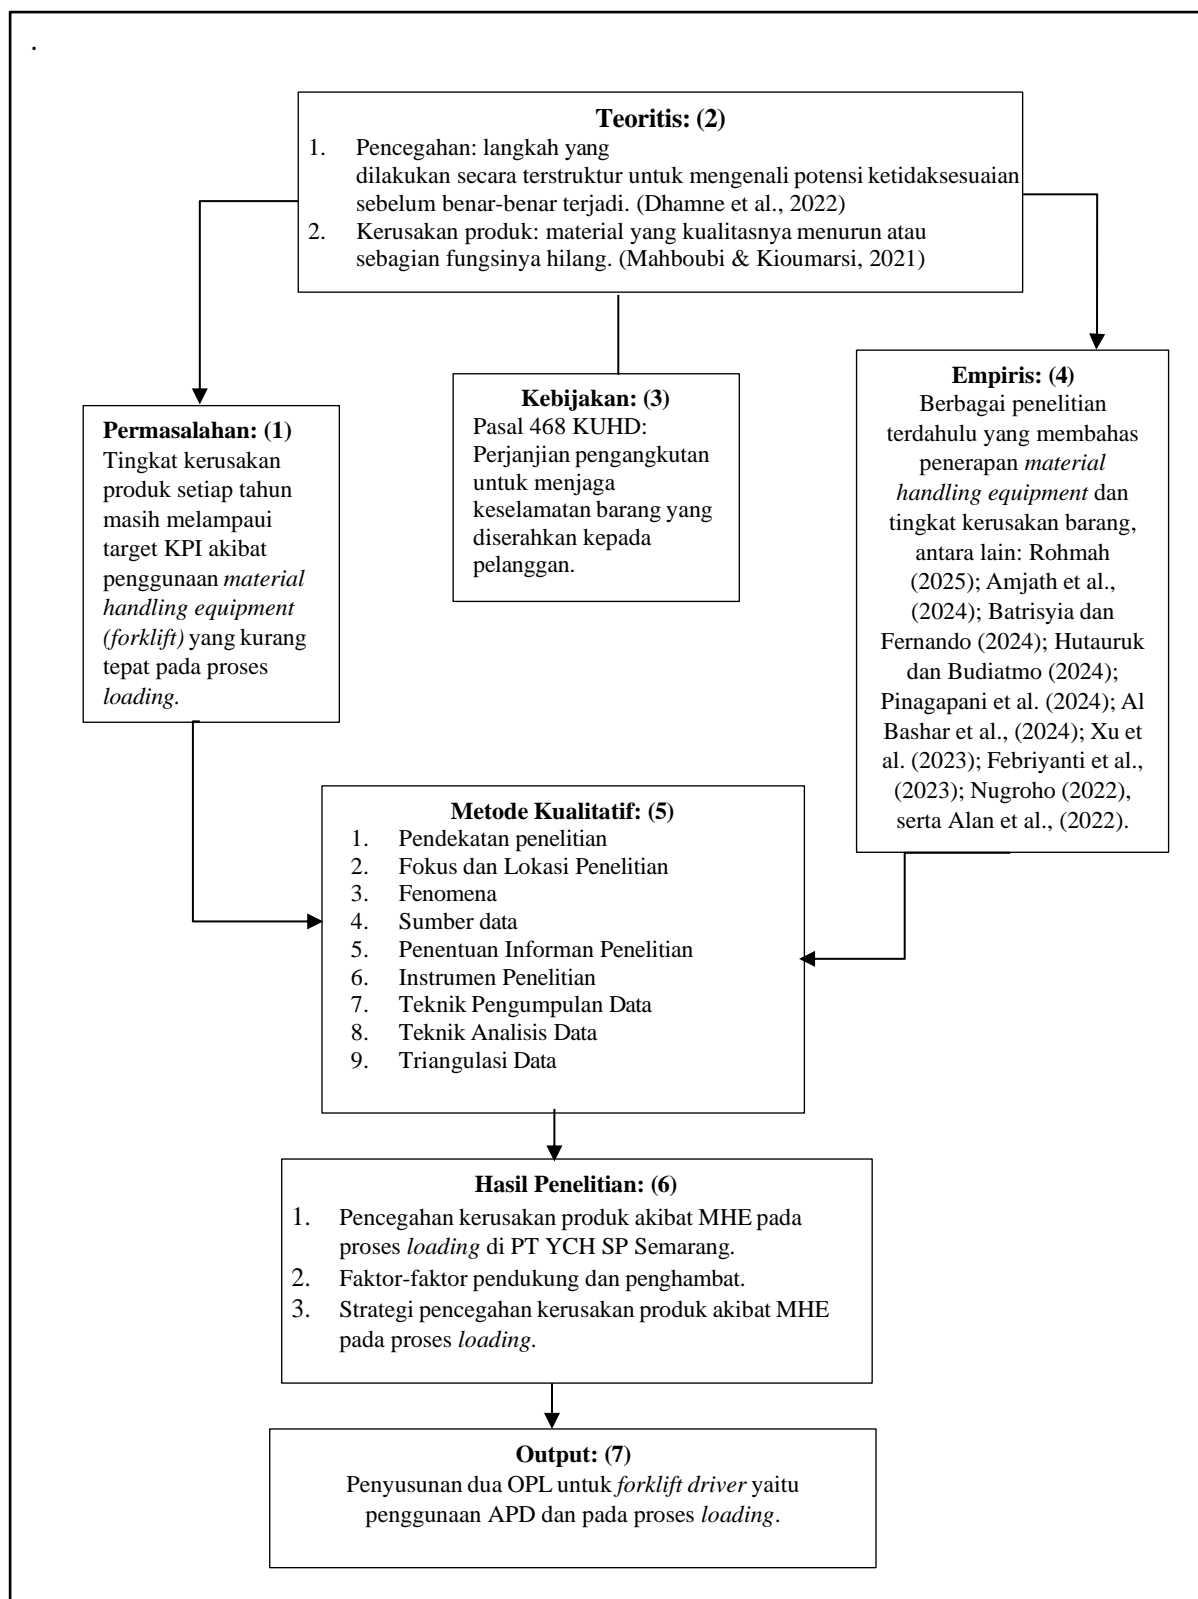 .
Teoritis: (2)
1. Pencegahan: langkah yang
dilakukan secara terstruktur untuk mengenali potensi ketidaksesuaian
sebelum benar-benar terjadi. (Dhamne et al., 2022)
2. Kerusakan produk: material yang kualitasnya menurun atau
sebagian fungsinya hilang. (Mahboubi & Kioumarsi, 2021)
Permasalahan: (1)
Tingkat kerusakan
produk setiap tahun
masih melampaui
target KPI akibat
penggunaan material
handling equipment
(forklift) yang kurang
tepat pada proses
loading.
Kebijakan: (3)
Pasal 468 KUHD:
Perjanjian pengangkutan
untuk menjaga
keselamatan barang yang
diserahkan kepada
pelanggan.
Empiris: (4)
Berbagai penelitian
terdahulu yang membahas
penerapan material
handling equipment dan
tingkat kerusakan barang,
antara lain: Rohmah
(2025); Amjath et al.,
(2024); Batrisyia dan
Fernando (2024); Hutauruk
dan Budiatmo (2024);
Pinagapani et al. (2024); Al
Bashar et al., (2024); Xu et
al. (2023); Febriyanti et al.,
(2023); Nugroho (2022),
serta Alan et al., (2022).
Metode Kualitatif: (5)
1. Pendekatan penelitian
2. Fokus dan Lokasi Penelitian
3. Fenomena
4. Sumber data
5. Penentuan Informan Penelitian
6. Instrumen Penelitian
7. Teknik Pengumpulan Data
8. Teknik Analisis Data
9. Triangulasi Data
Hasil Penelitian: (6)
1. Pencegahan kerusakan produk akibat MHE pada
proses loading di PT YCH SP Semarang.
2. Faktor-faktor pendukung dan penghambat.
3. Strategi pencegahan kerusakan produk akibat MHE
pada proses loading.
Output: (7)
Penyusunan dua OPL untuk forklift driver yaitu
penggunaan APD dan pada proses loading.